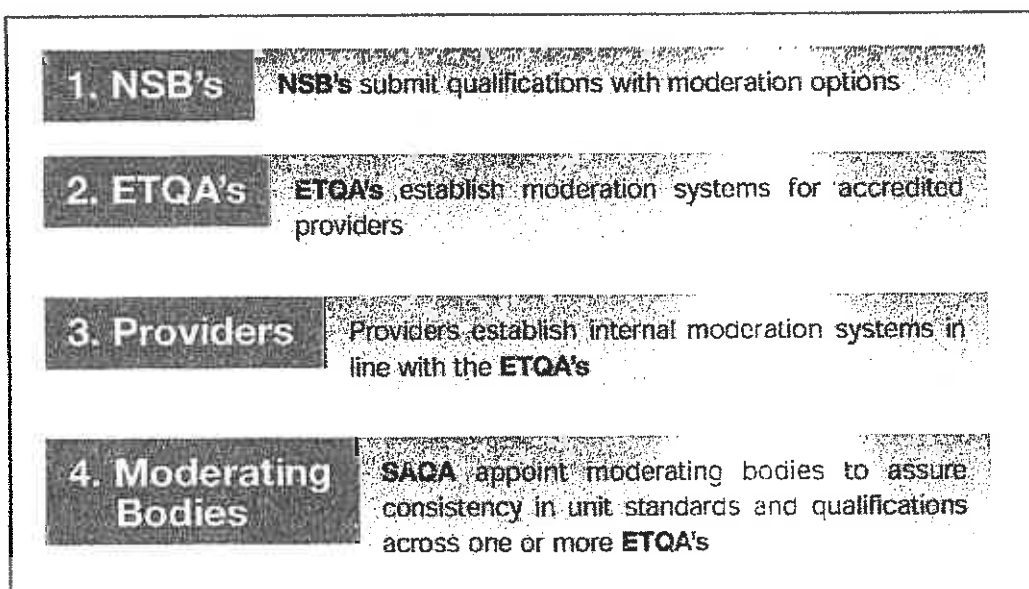 1. NSB's
NSB's submit qualifications with moderation options
2. ETQA's
ETQA's establish moderation systems for accredited
providers
3. Providers
Providers establish internal moderation systems in
line with the ETQA's
4. Moderating
Bodies
SAQA appoint moderating bodies to assure
consistency in unit standards and qualifications
across one or more ETQA's